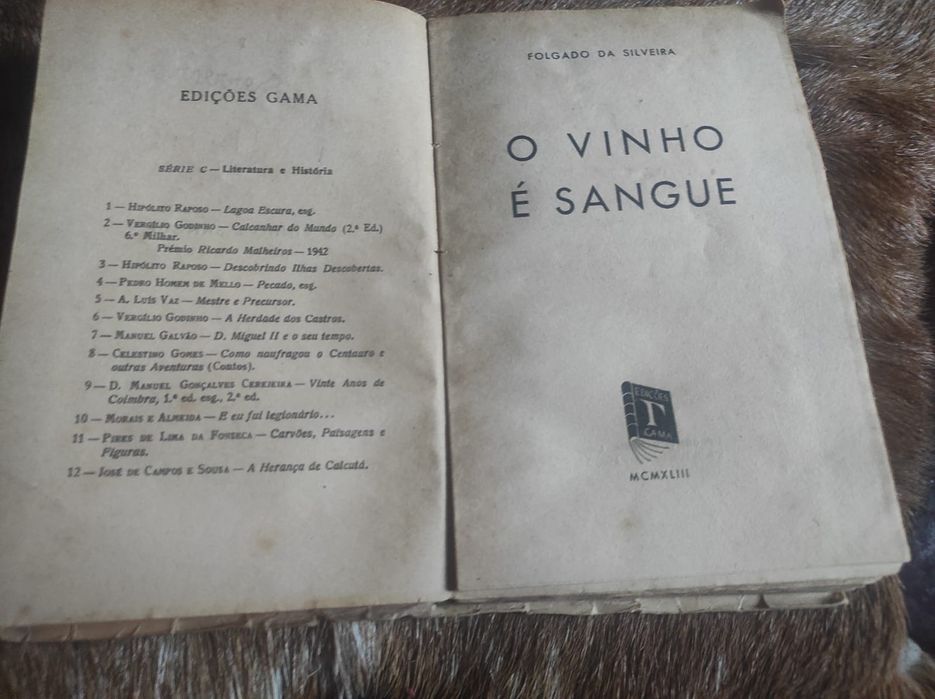 EDIÇÕES GAMA
SÉRIE C — Literatura e História
1 — HIPÓLITO RAPOSO — Lagoa Escura, esg.
2 — VERGÍLIO GODINHO — Calcanhar do Mundo (2.ª Ed.)
6.º Milhar.
Prémio Ricardo Malheiros — 1942
3 — HIPÓLITO RAPOSO — Descobrindo Ilhas Descobertas.
4 — PEDRO HOMEM DE MELLO — Pecado, esg.
5 — A. LUÍS VAZ — Mestre e Precursor.
6 — VERGÍLIO GODINHO — A Herdade dos Castros.
7 — MANUEL GALVÃO — D. Miguel II e o seu tempo.
8 — CELESTINO GOMES — Como naufragou o Centauro e
outras Aventuras (Contos).
9 — D. MANUEL GONÇALVES CEREJEIRA — Vinte Anos de
Coimbra, 1.ª ed. esg., 2.ª ed.
10 — MORAIS E ALMEIDA — E eu fui legionário...
11 — PIRES DE LIMA DA FONSECA — Carvões, Paisagens e
Figuras.
12 — JOSÉ DE CAMPOS E SOUSA — A Herança de Calcutá.
FOLGADO DA SILVEIRA
O VINHO
É SANGUE
EDIÇÕES
Γ
GAMA
MCMXLIII